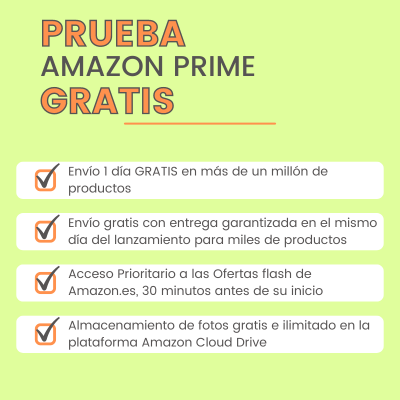 PRUEBA
AMAZON PRIME
GRATIS
Envío 1 día GRATIS en más de un millón de
productos
Envío gratis con entrega garantizada en el mismo
día del lanzamiento para miles de productos
Acceso Prioritario a las Ofertas flash de
Amazon.es, 30 minutos antes de su inicio
Almacenamiento de fotos gratis e ilimitado en la
plataforma Amazon Cloud Drive